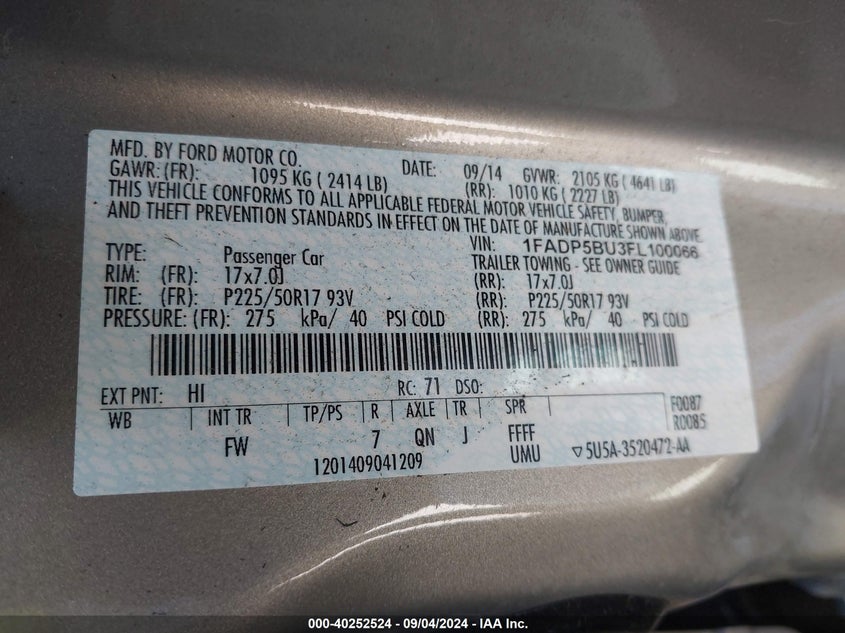 MFD. BY FORD MOTOR CO. DATE: 09/14 GVWR: 2105 KG ( 4641 LB)
GAWR: (FR): 1095 KG ( 2414 LB) (RR): 1010 KG ( 2227 LB)
THIS VEHICLE CONFORMS TO ALL APPLICABLE FEDERAL MOTOR VEHICLE SAFETY, BUMPER,
AND THEFT PREVENTION STANDARDS IN EFFECT ON THE DATE OF MANUFACTURE SHOWN ABOVE.
VIN: 1FADP5BU3FL100066
TYPE: Passenger Car TRAILER TOWING - SEE OWNER GUIDE
RIM: (FR): 17x7.0J (RR): 17x7.0J
TIRE: (FR): P225/50R17 93V (RR): P225/50R17 93V
PRESSURE: (FR): 275 kPa/ 40 PSI COLD (RR): 275 kPa/ 40 PSI COLD
EXT PNT: HI RC: 71 DSO: F0087
WB INT TR TP/PS R AXLE TR SPR R0085
FW 7 QN J FFFF
1201409041209 UMU ▽5U5A-3520472-AA
000-40252524 - 09/04/2024 - IAA Inc.